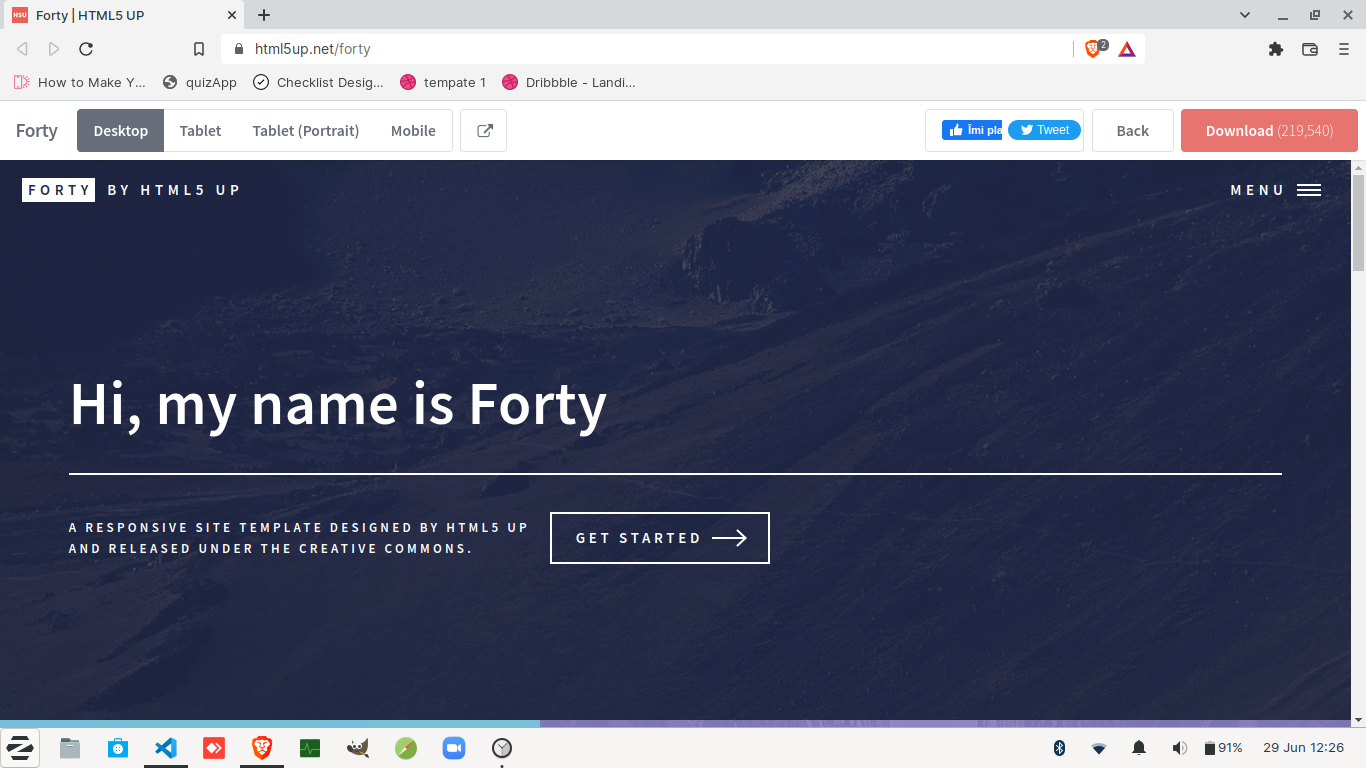 HSU Forty | HTML5 UP
html5up.net/forty
2
How to Make Y... quizApp Checklist Desig... tempate 1 Dribbble - Landi...
Forty Desktop Tablet Tablet (Portrait) Mobile Îmi pla Tweet Back Download (219,540)
FORTY BY HTML5 UP MENU
Hi, my name is Forty
A RESPONSIVE SITE TEMPLATE DESIGNED BY HTML5 UP
AND RELEASED UNDER THE CREATIVE COMMONS.
GET STARTED
91% 29 Jun 12:26